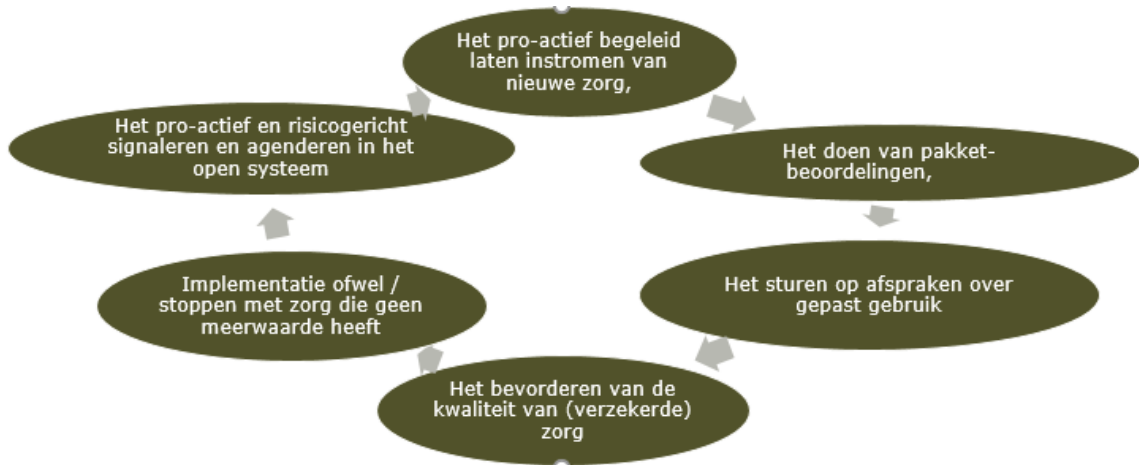 Het pro-actief begeleid
laten instromen van
nieuwe zorg,
Het doen van pakket-
beoordelingen,
Het sturen op afspraken over
gepast gebruik
Het bevorderen van de
kwaliteit van (verzekerde)
zorg
Implementatie ofwel /
stoppen met zorg die geen
meerwaarde heeft
Het pro-actief en risicogericht
signaleren en agenderen in het
open systeem